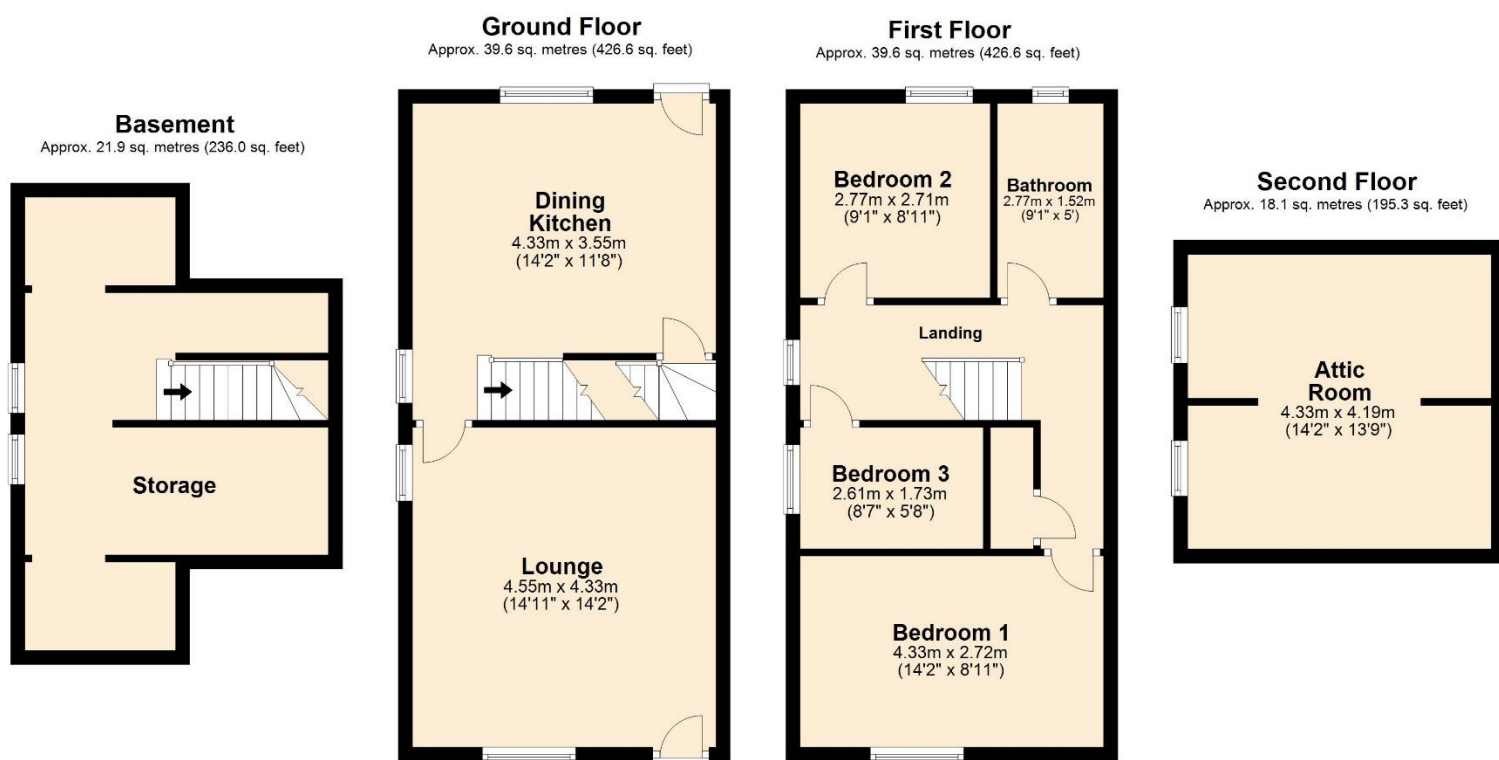 Basement
Approx. 21.9 sq. metres (236.0 sq. feet)
Storage
Ground Floor
Approx. 39.6 sq. metres (426.6 sq. feet)
Dining
Kitchen
4.33m x 3.55m
(14'2" x 11'8")
Lounge
4.55m x 4.33m
(14'11" x 14'2")
First Floor
Approx. 39.6 sq. metres (426.6 sq. feet)
Bedroom 2
2.77m x 2.71m
(9'1" x 8'11")
Bathroom
2.77m x 1.52m
(9'1" x 5')
Landing
Bedroom 3
2.61m x 1.73m
(8'7" x 5'8")
Bedroom 1
4.33m x 2.72m
(14'2" x 8'11")
Second Floor
Approx. 18.1 sq. metres (195.3 sq. feet)
Attic
Room
4.33m x 4.19m
(14'2" x 13'9")